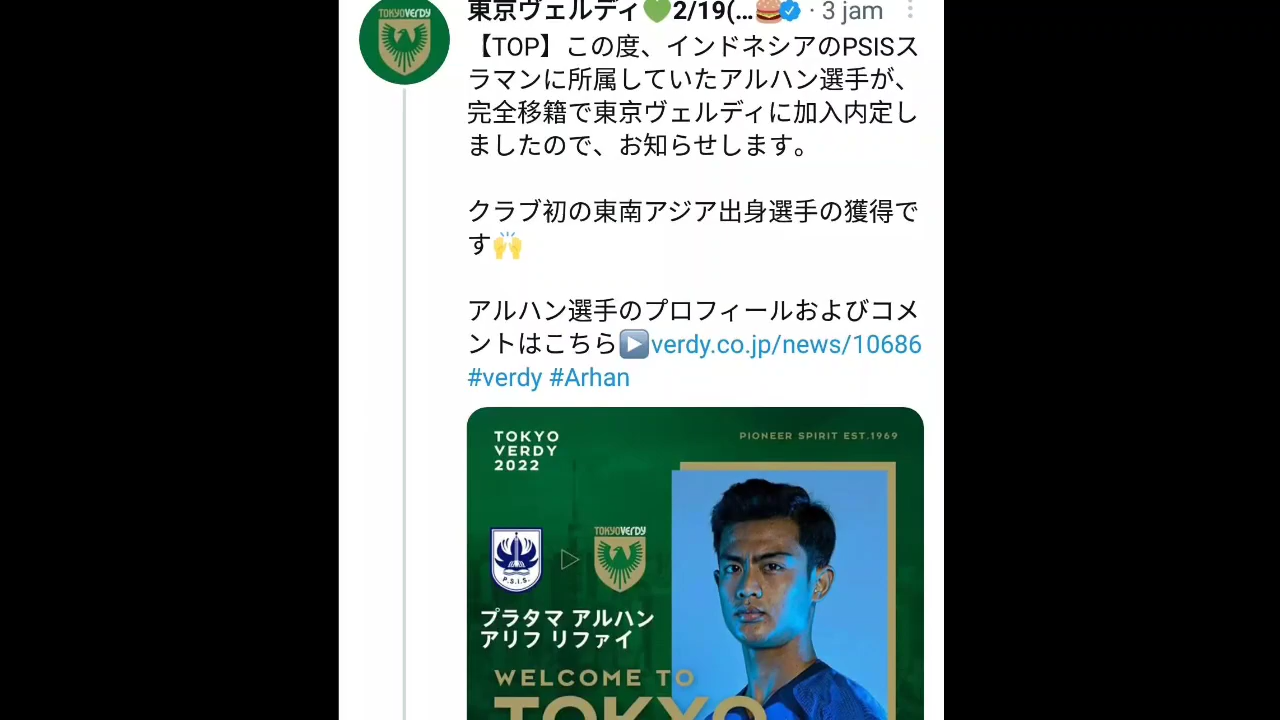 TOKYOVERDY
東京ヴェルディ💚2/19(...🍔 · 3 jam
【TOP】この度、インドネシアのPSISス
ラマンに所属していたアルハン選手が、
完全移籍で東京ヴェルディに加入内定し
ましたので、お知らせします。
クラブ初の東南アジア出身選手の獲得で
す🙌
アルハン選手のプロフィールおよびコメ
ントはこちら▶️verdy.co.jp/news/10686
#verdy #Arhan
TOKYO
VERDY
2022
PIONEER SPIRIT EST.1969
P.S.I.S.
TOKYOVERDY
プラタマ アルハン
アリフ リファイ
WELCOME TO
TOKYO